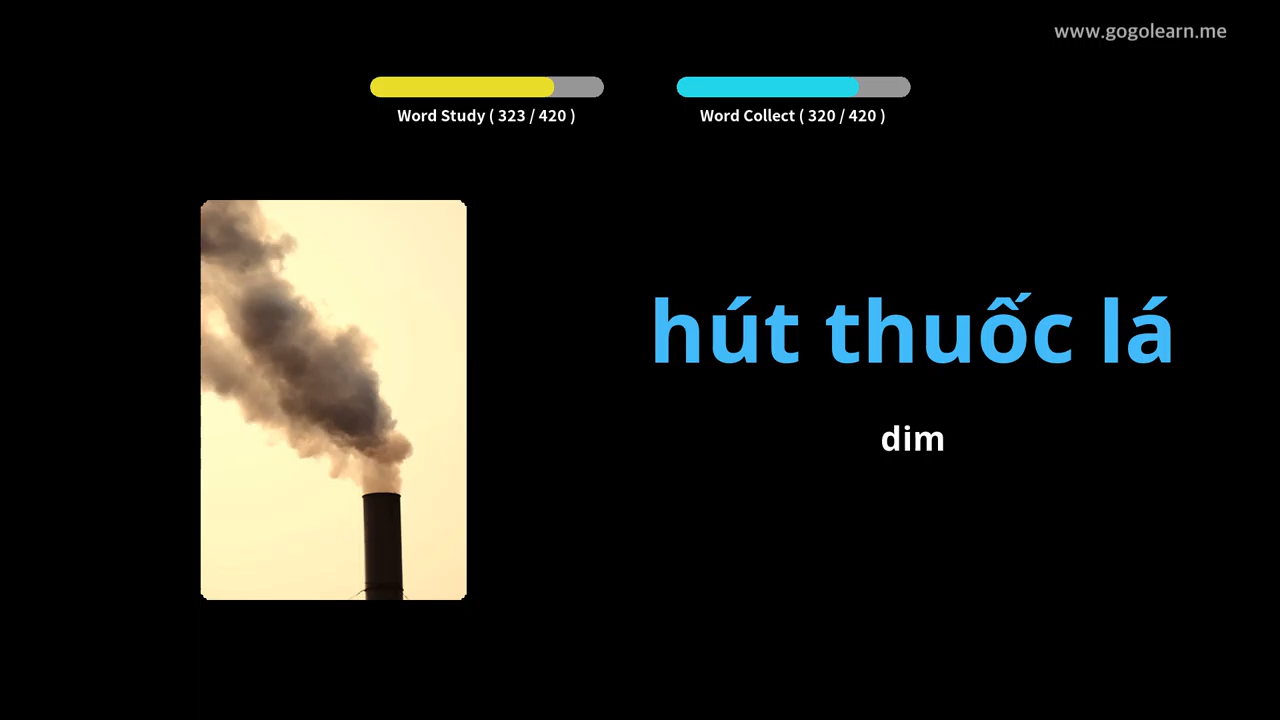 www.gogolearn.me
Word Study ( 323 / 420 )
Word Collect ( 320 / 420 )
hút thuốc lá
dim